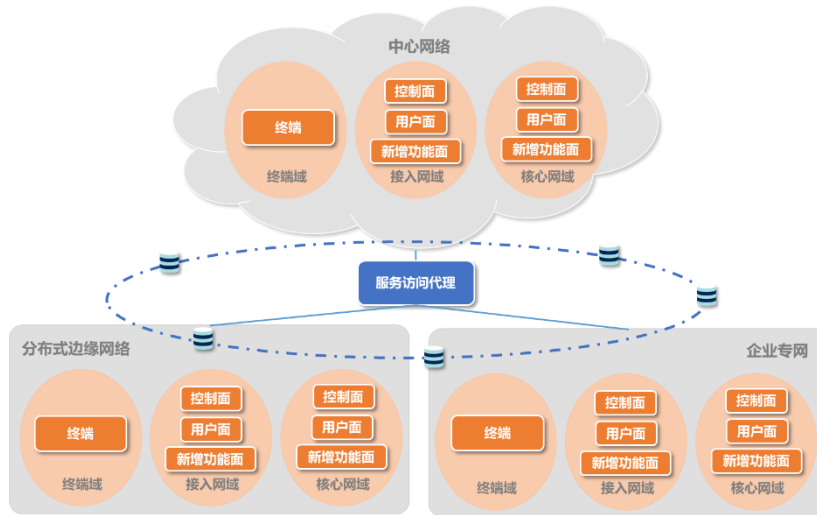 中心网络
终端
终端域
控制面
用户面
新增功能面
接入网域
控制面
用户面
新增功能面
核心网域
服务访问代理
分布式边缘网络
终端
终端域
控制面
用户面
新增功能面
接入网域
控制面
用户面
新增功能面
核心网域
企业专网
终端
终端域
控制面
用户面
新增功能面
接入网域
控制面
用户面
新增功能面
核心网域